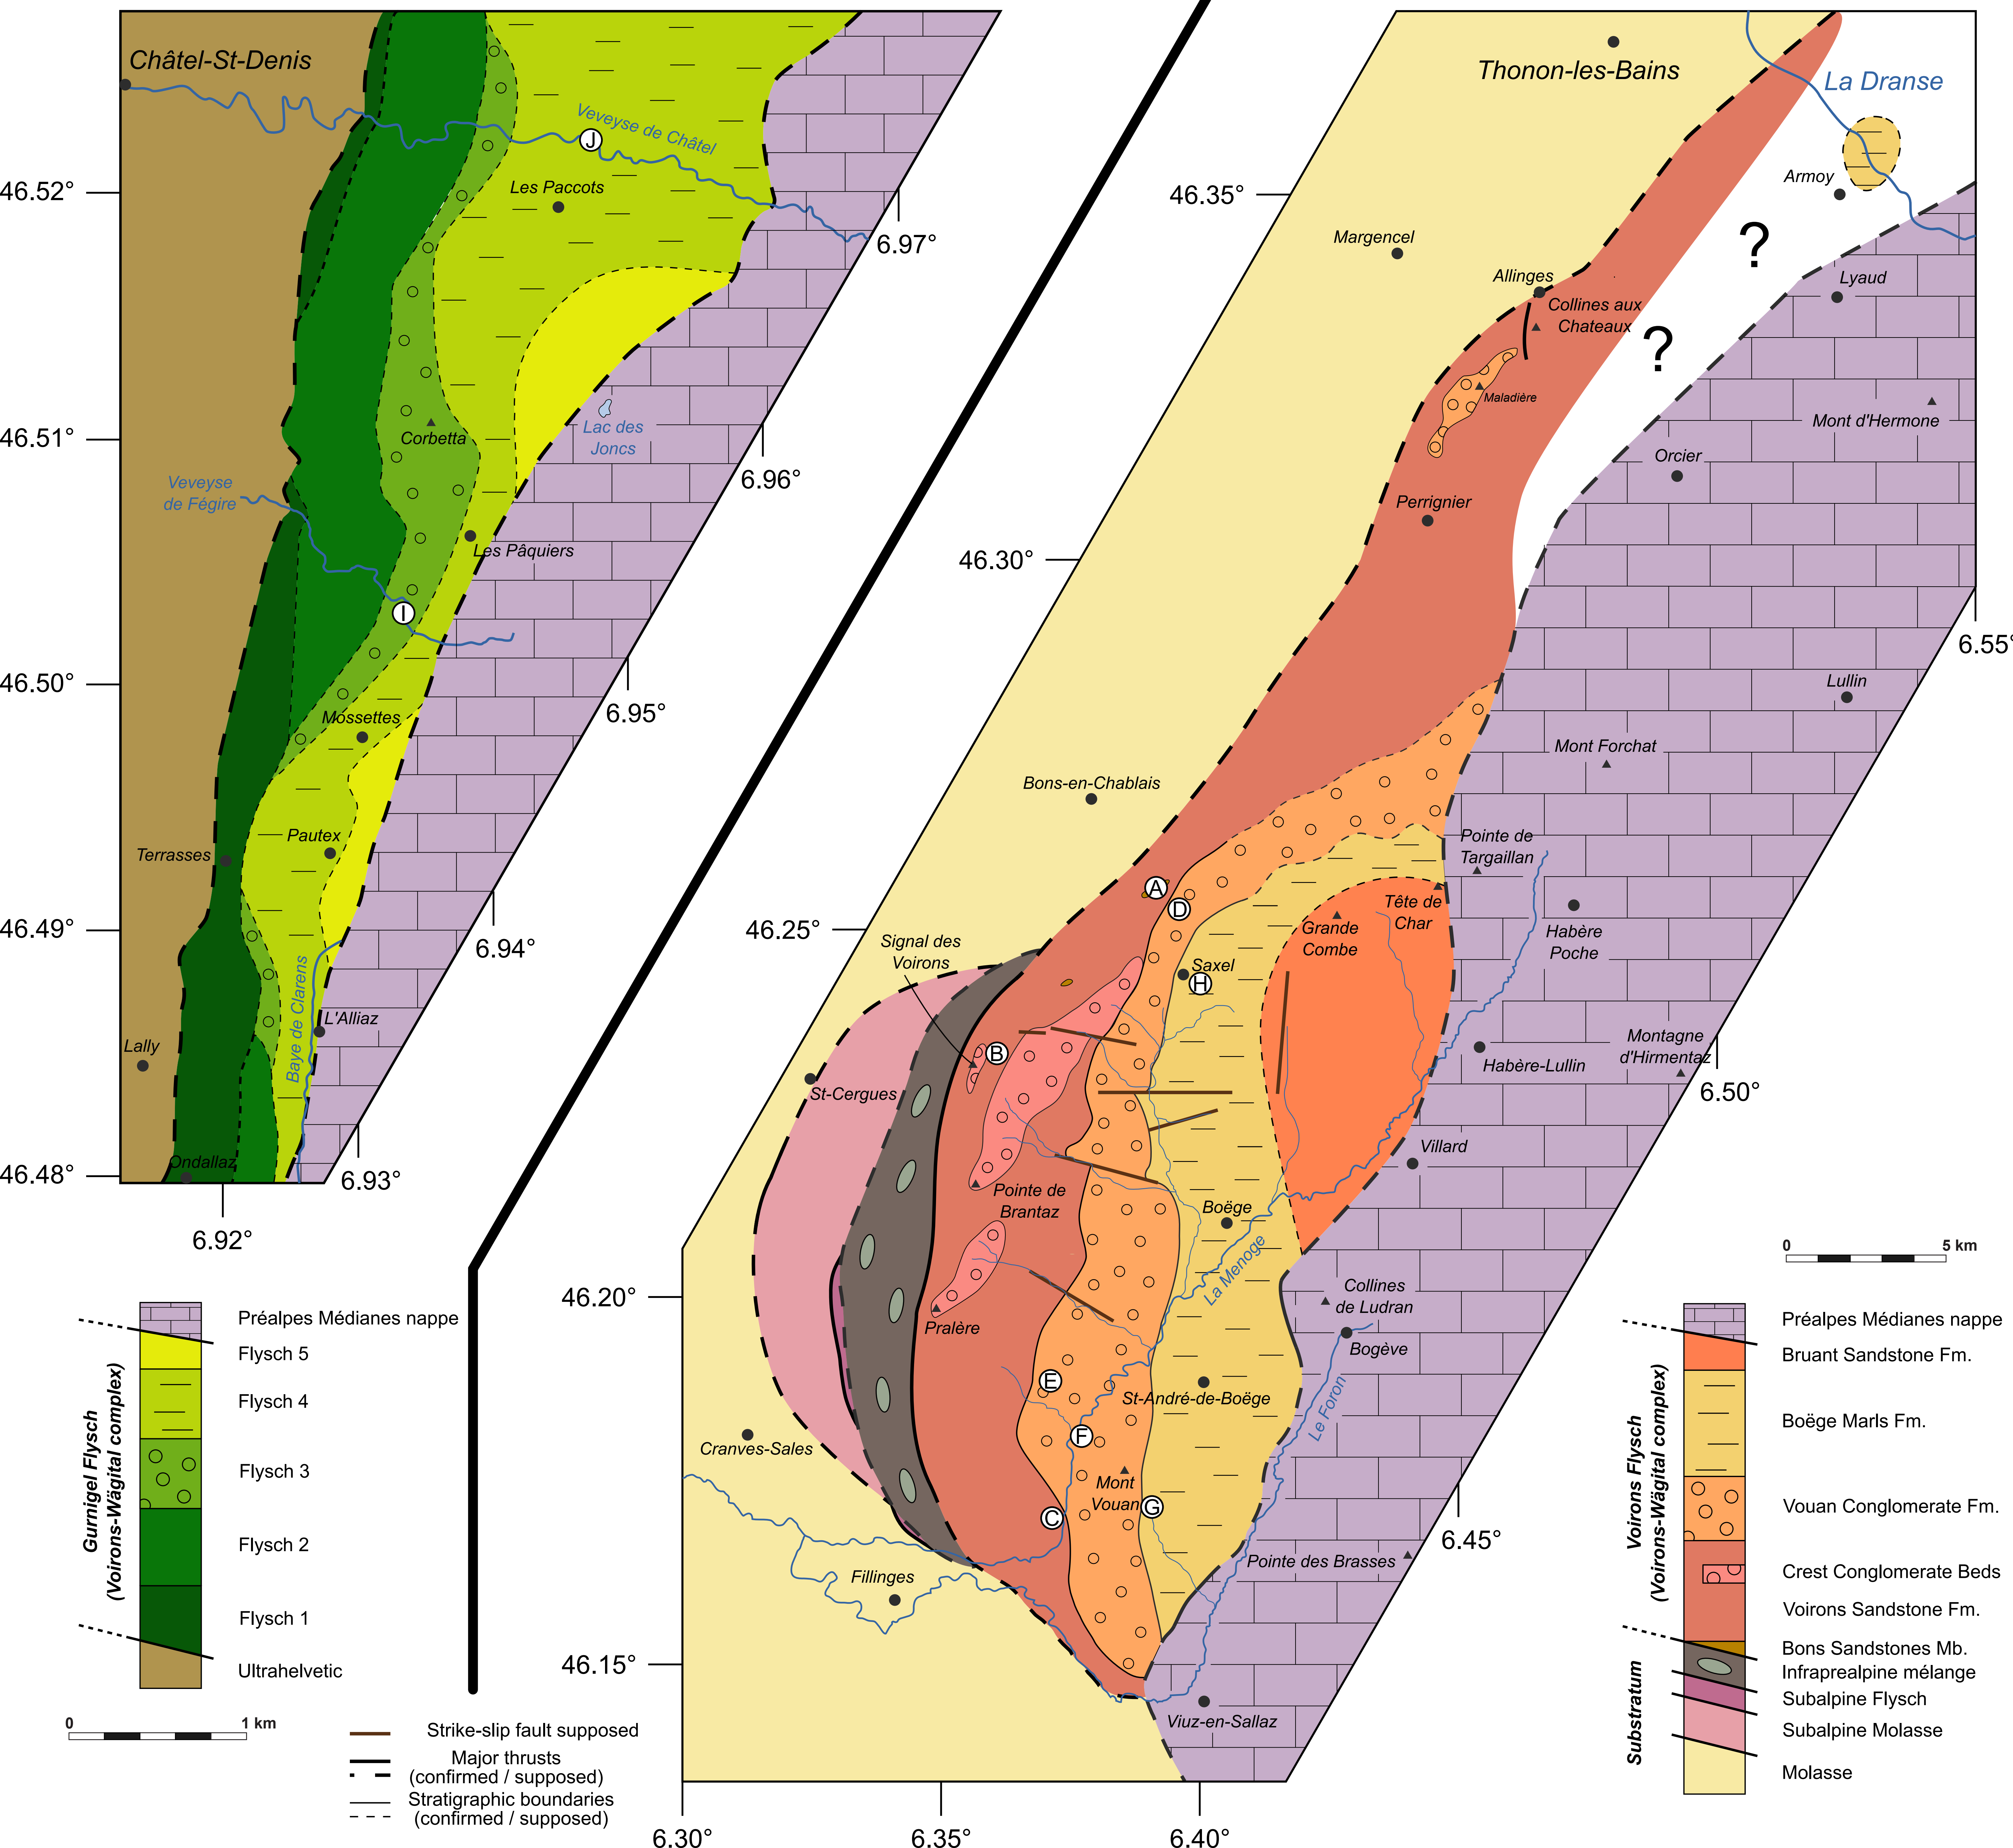 Châtel-St-Denis
Veveyse de Châtel
J
Les Paccots
46.52°
6.97°
Lac des
Joncs
Corbetta
46.51°
6.96°
Veveyse
de Fégire
Les Pâquiers
I
46.50°
6.95°
Mossettes
Pautex
Terrasses
46.49°
6.94°
Baye de Clarens
L'Alliaz
Lally
Ondallaz
46.48°
6.93°
6.92°
Thonon-les-Bains
La Dranse
Armoy
46.35°
?
Margencel
Allinges
Lyaud
Collines aux
Chateaux
?
Maladière
Mont d'Hermone
Orcier
Perrignier
46.30°
6.55°
Lullin
Mont Forchat
Bons-en-Chablais
Pointe de
Targaillan
A
D
Tête de
Char
Grande
Combe
46.25°
Habère
Poche
Signal des
Voirons
Saxel
H
B
Montagne
d'Hirmentaz
Habère-Lullin
St-Cergues
6.50°
Villard
Pointe de
Brantaz
Boëge
La Menoge
46.20°
Collines
de Ludran
Pralère
Bogève
E
St-André-de-Boëge
Le Foron
F
Cranves-Sales
Mont
Vouan
G
C
6.45°
Pointe des Brasses
Fillinges
46.15°
Viuz-en-Sallaz
6.30°
6.35°
6.40°
Gurnigel Flysch
(Voirons-Wägital complex)
Préalpes Médianes nappe
Flysch 5
Flysch 4
Flysch 3
Flysch 2
Flysch 1
Ultrahelvetic
0 1 km
Strike-slip fault supposed
Major thrusts
(confirmed / supposed)
Stratigraphic boundaries
(confirmed / supposed)
0 5 km
Voirons Flysch
(Voirons-Wägital complex)
Substratum
Préalpes Médianes nappe
Bruant Sandstone Fm.
Boëge Marls Fm.
Vouan Conglomerate Fm.
Crest Conglomerate Beds
Voirons Sandstone Fm.
Bons Sandstones Mb.
Infraprealpine mélange
Subalpine Flysch
Subalpine Molasse
Molasse